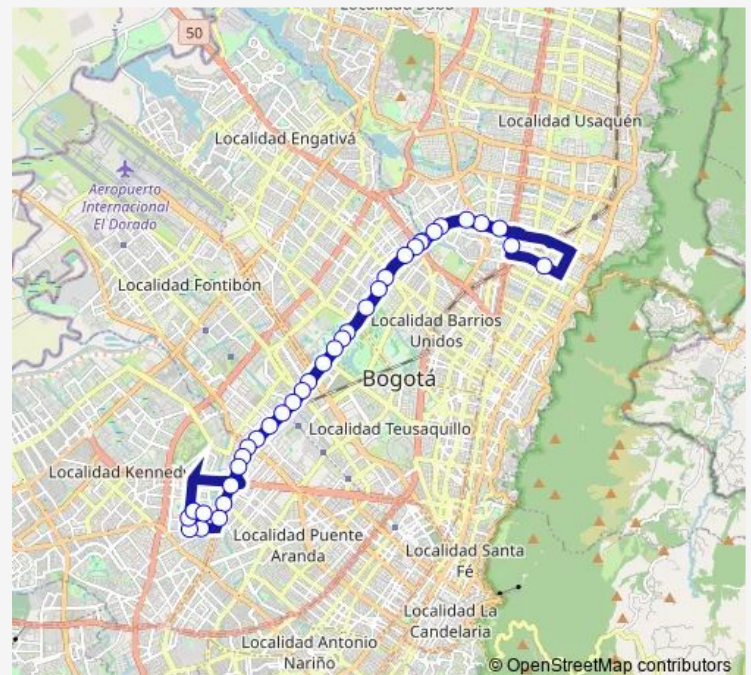 Localidad Suba
50
Localidad Usaquén
Localidad Engativá
Aeropuerto
Internacional
El Dorado
Localidad Fontibón
Localidad Barrios
Unidos
Bogotá
Localidad Teusaquillo
Localidad Kennedy
Localidad Puente
Aranda
Localidad Santa
Fé
Localidad La
Candelaria
Localidad Antonio
Nariño
© OpenStreetMap contributors